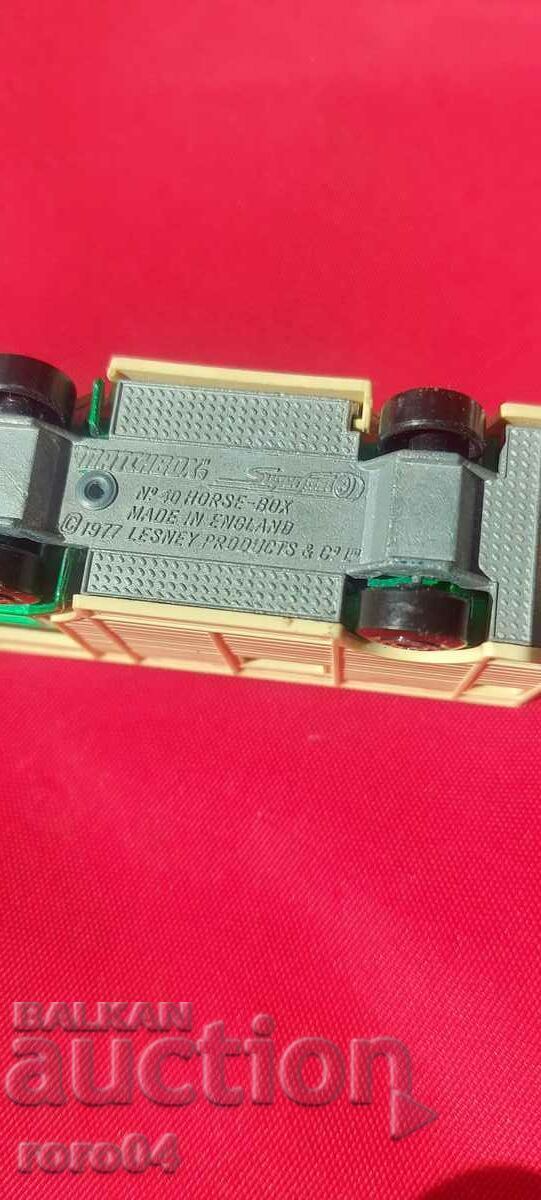 MATCHBOX Superfast
Nº 40 HORSE-BOX
MADE IN ENGLAND
© 1977 LESNEY PRODUCTS & Cº Lᵀᴰ
BALKAN
auction
roro04